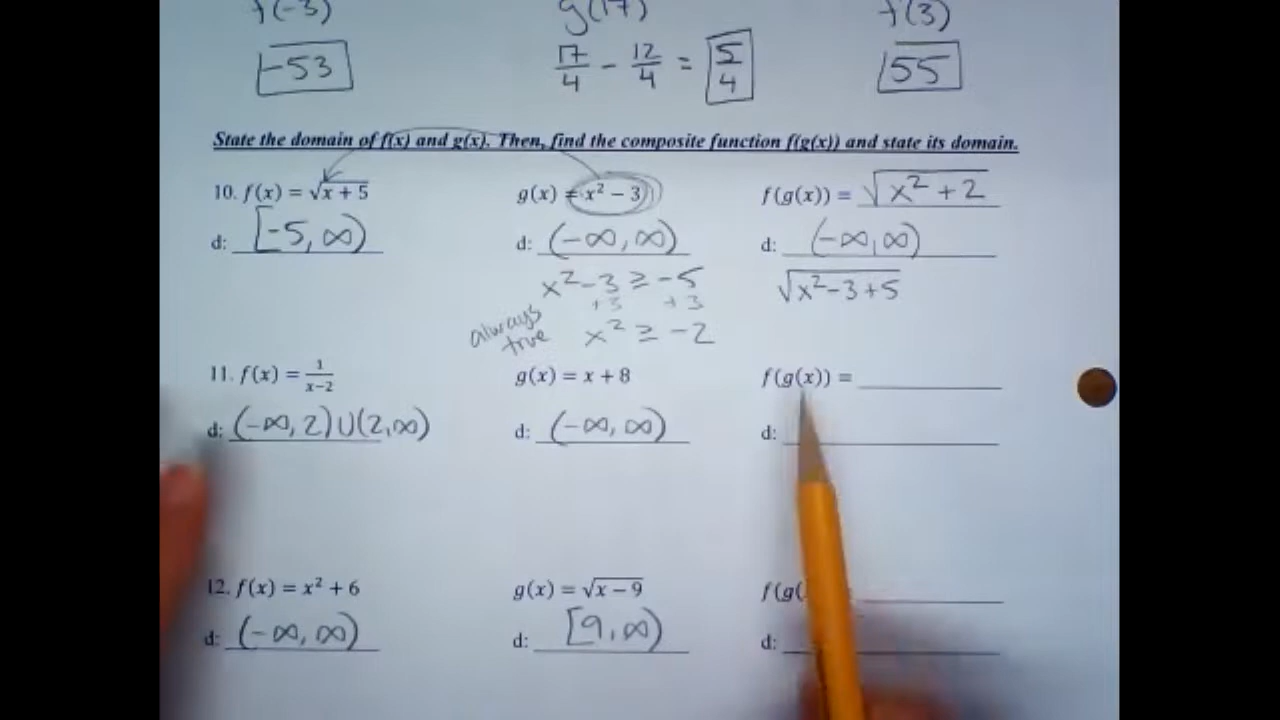 f(-3) g(17) f(3)
-53 17/4 - 12/4 = 5/4 55
State the domain of f(x) and g(x). Then, find the composite function f(g(x)) and state its domain.
10. f(x) = √(x + 5) g(x) = x² − 3 f(g(x)) = √(x² + 2)
d: [-5, ∞) d: (-∞, ∞) d: (-∞, ∞)
x² - 3 ≥ -5 √(x² - 3 + 5)
+3 +3
always true x² ≥ -2
11. f(x) = 1/(x−2) g(x) = x + 8 f(g(x)) =
d: (-∞, 2) ∪ (2, ∞) d: (-∞, ∞) d:
12. f(x) = x² + 6 g(x) = √(x − 9) f(g(
d: (-∞, ∞) d: [9, ∞) d: